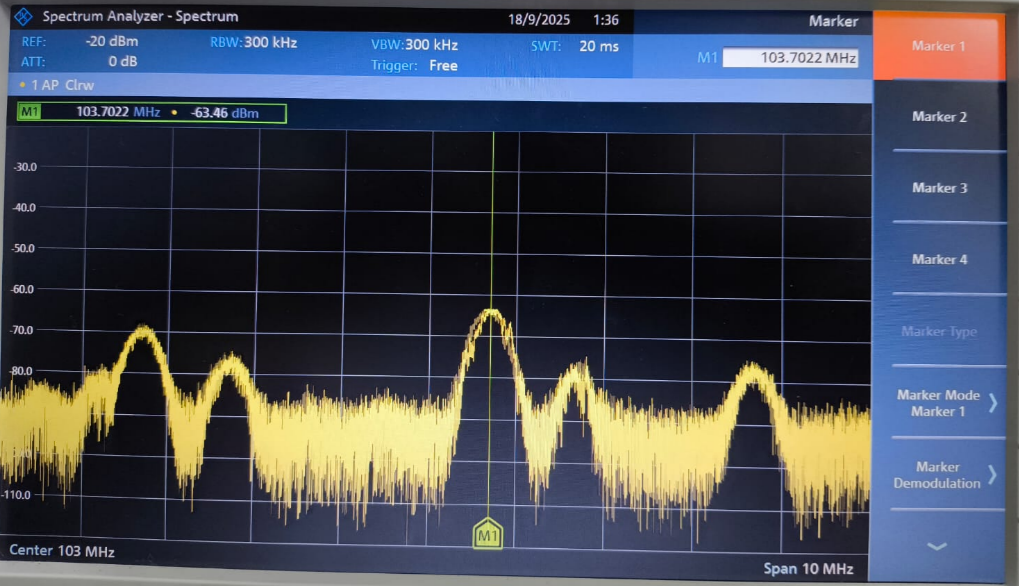 Spectrum Analyzer - Spectrum
18/9/2025 1:36
Marker
REF: -20 dBm
RBW: 300 kHz
VBW: 300 kHz
SWT: 20 ms
ATT: 0 dB
Trigger: Free
M1 103.7022 MHz
1 AP Clrw
M1 103.7022 MHz • -63.46 dBm
-30.0
-40.0
-50.0
-60.0
-70.0
-80.0
-110.0
M1
Center 103 MHz
Span 10 MHz
Marker 1
Marker 2
Marker 3
Marker 4
Marker Type
Marker Mode
Marker 1
Marker
Demodulation